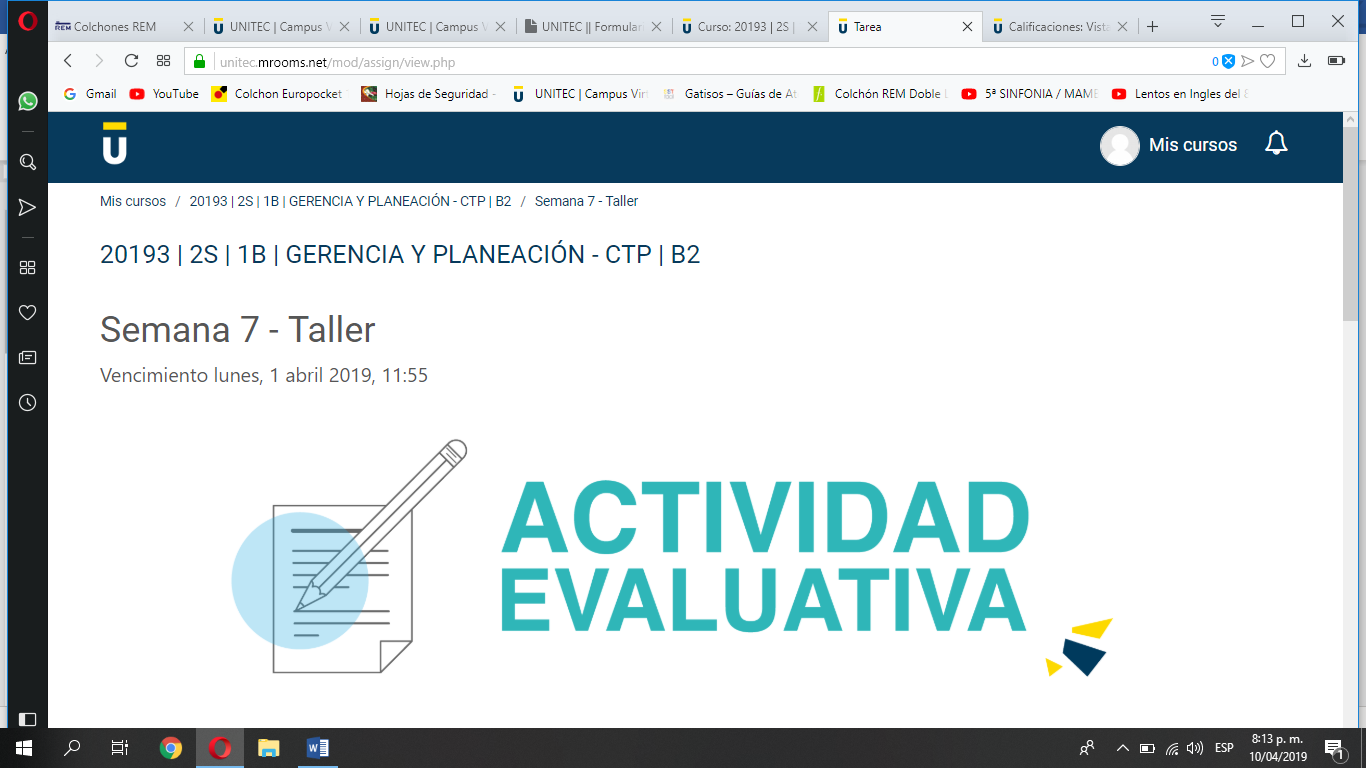 Colchones REM
UNITEC | Campus V
UNITEC | Campus V
UNITEC || Formular
Curso: 20193 | 2S |
Tarea
Calificaciones: Vista
unitec.mrooms.net/mod/assign/view.php
0
Gmail
YouTube
Colchon Europocket
Hojas de Seguridad -
UNITEC | Campus Virt
Gatisos – Guías de At
Colchón REM Doble
5ª SINFONIA / MAME
Lentos en Ingles del
Mis cursos
Mis cursos / 20193 | 2S | 1B | GERENCIA Y PLANEACIÓN - CTP | B2 / Semana 7 - Taller
20193 | 2S | 1B | GERENCIA Y PLANEACIÓN - CTP | B2
Semana 7 - Taller
Vencimiento lunes, 1 abril 2019, 11:55
ACTIVIDAD
EVALUATIVA
ESP
8:13 p. m.
10/04/2019
1